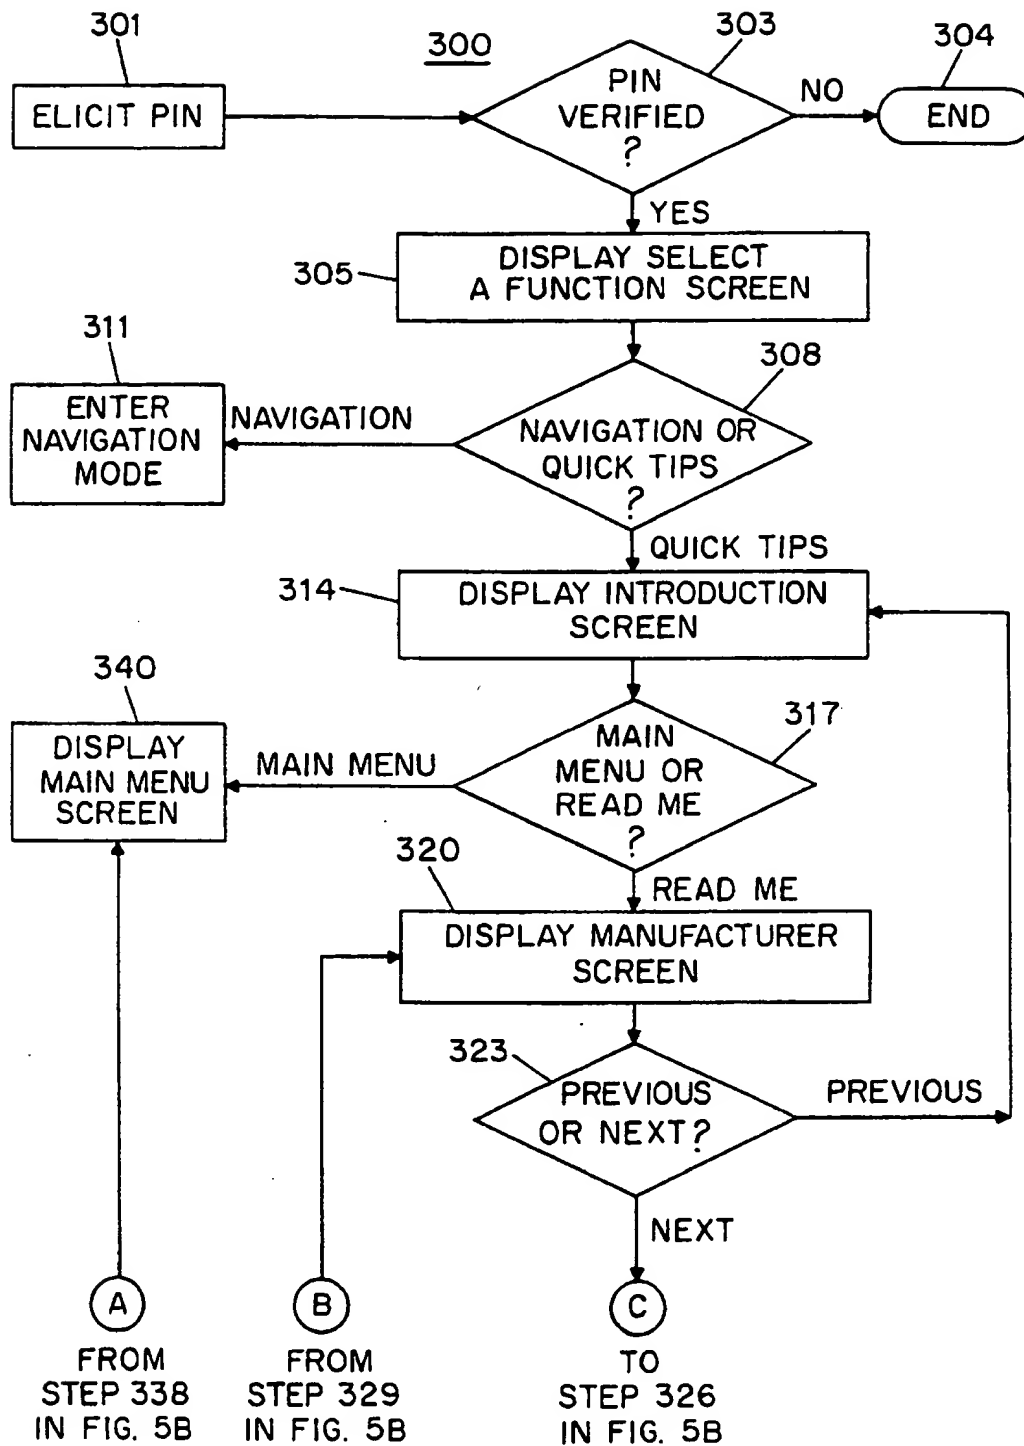 301
300
303
304
ELICIT PIN
PIN
VERIFIED
?
NO
END
YES
305
DISPLAY SELECT
A FUNCTION SCREEN
311
308
ENTER
NAVIGATION
MODE
NAVIGATION
NAVIGATION OR
QUICK TIPS
?
QUICK TIPS
314
DISPLAY INTRODUCTION
SCREEN
340
317
DISPLAY
MAIN MENU
SCREEN
MAIN MENU
MAIN
MENU OR
READ ME
?
320
READ ME
DISPLAY MANUFACTURER
SCREEN
323
PREVIOUS
OR NEXT?
PREVIOUS
NEXT
A
FROM
STEP 338
IN FIG. 5B
B
FROM
STEP 329
IN FIG. 5B
C
TO
STEP 326
IN FIG. 5B